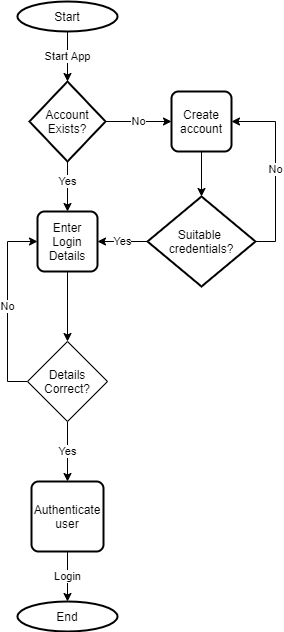 Start
Start App
Account
Exists?
No
Create
account
No
Yes
Enter
Login
Details
Yes
Suitable
credentials?
No
Details
Correct?
Yes
Authenticate
user
Login
End